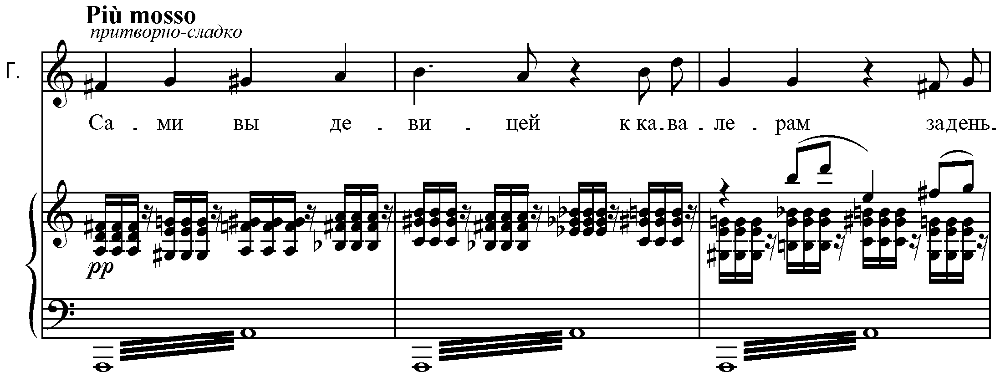 Più mosso
притворно-сладко
Г.
Са - ми вы де - ви - цей к ка - ва - ле - рам за день -
pp